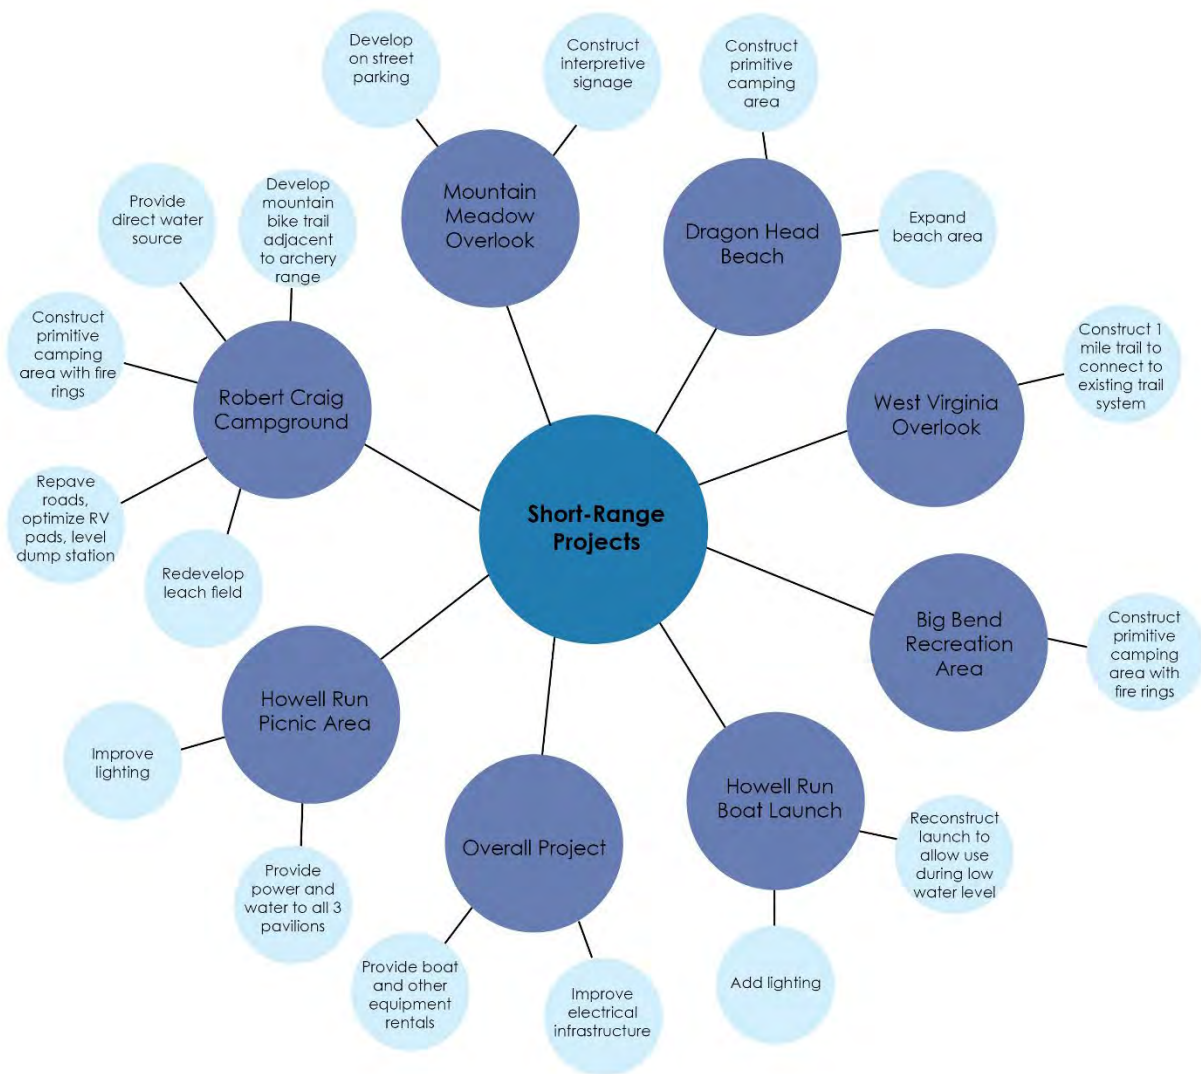 Short-Range
Projects
Mountain
Meadow
Overlook
Develop
on street
parking
Construct
interpretive
signage
Dragon Head
Beach
Construct
primitive
camping
area
Expand
beach area
West Virginia
Overlook
Construct 1
mile trail to
connect to
existing trail
system
Big Bend
Recreation
Area
Construct
primitive
camping
area with
fire rings
Howell Run
Boat Launch
Reconstruct
launch to
allow use
during low
water level
Add lighting
Overall Project
Improve
electrical
infrastructure
Provide boat
and other
equipment
rentals
Howell Run
Picnic Area
Provide
power and
water to all 3
pavilions
Improve
lighting
Robert Craig
Campground
Redevelop
leach field
Repave
roads,
optimize RV
pads, level
dump station
Construct
primitive
camping
area with fire
rings
Provide
direct water
source
Develop
mountain
bike trail
adjacent
to archery
range